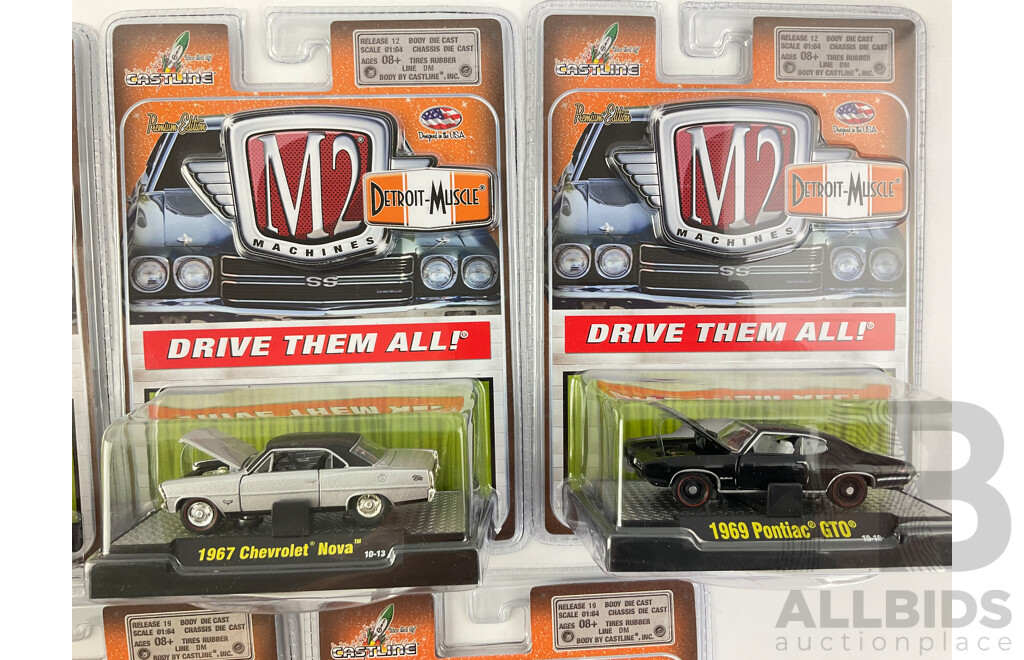 CASTLINE
RELEASE 12 BODY DIE CAST
SCALE 01:64 CHASSIS DIE CAST
AGES 08+ TIRES RUBBER
LINE DM
BODY BY CASTLINE®, INC.
Premium Edition
Designed in the USA
M2®
MACHINES
DETROIT-MUSCLE®
SS
DRIVE THEM ALL!®
1967 Chevrolet® Nova™
10-13
CASTLINE
RELEASE 12 BODY DIE CAST
SCALE 01:64 CHASSIS DIE CAST
AGES 08+ TIRES RUBBER
LINE DM
BODY BY CASTLINE®, INC.
Premium Edition
Designed in the USA
M2®
MACHINES
DETROIT-MUSCLE®
SS
DRIVE THEM ALL!®
1969 Pontiac® GTO®
RELEASE 19 BODY DIE CAST
SCALE 01:64 CHASSIS DIE CAST
AGES 08+ TIRES RUBBER
LINE DM
BODY BY CASTLINE®, INC.
CASTLINE
RELEASE 19 BODY DIE CAST
SCALE 01:64 CHASSIS DIE CAST
AGES 08+ TIRES RUBBER
LINE DM
BODY BY CASTLINE®, INC.
B
ALLBIDS
auctionplace